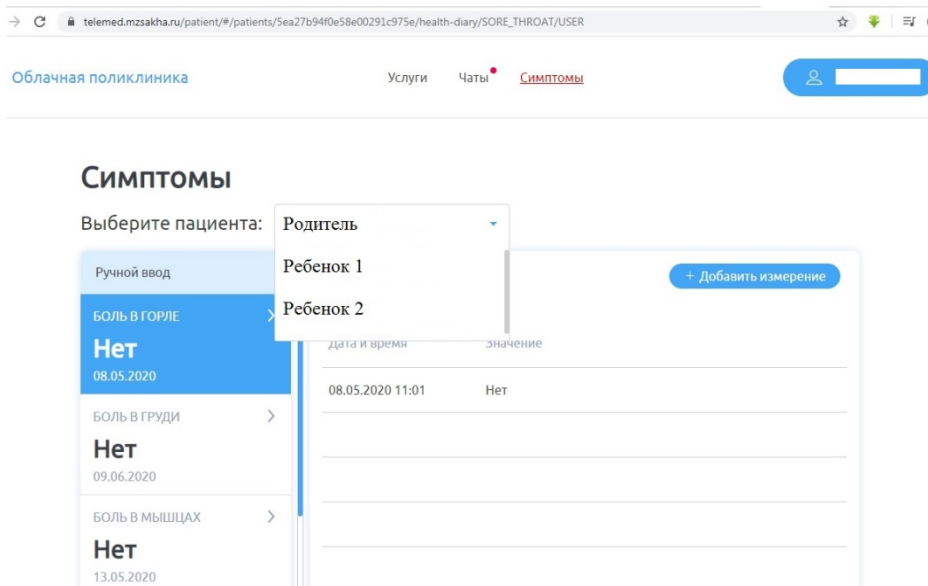 telemed.mzsakha.ru/patient/#/patients/5ea27b94f0e58e00291c975e/health-diary/SORE_THROAT/USER
Облачная поликлиника Услуги Чаты Симптомы
Симптомы
Выберите пациента: Родитель
Ребенок 1
Ребенок 2
Ручной ввод
+ Добавить измерение
БОЛЬ В ГОРЛЕ
Нет
08.05.2020
Дата и время Значение
08.05.2020 11:01 Нет
БОЛЬ В ГРУДИ
Нет
09.06.2020
БОЛЬ В МЫШЦАХ
Нет
13.05.2020